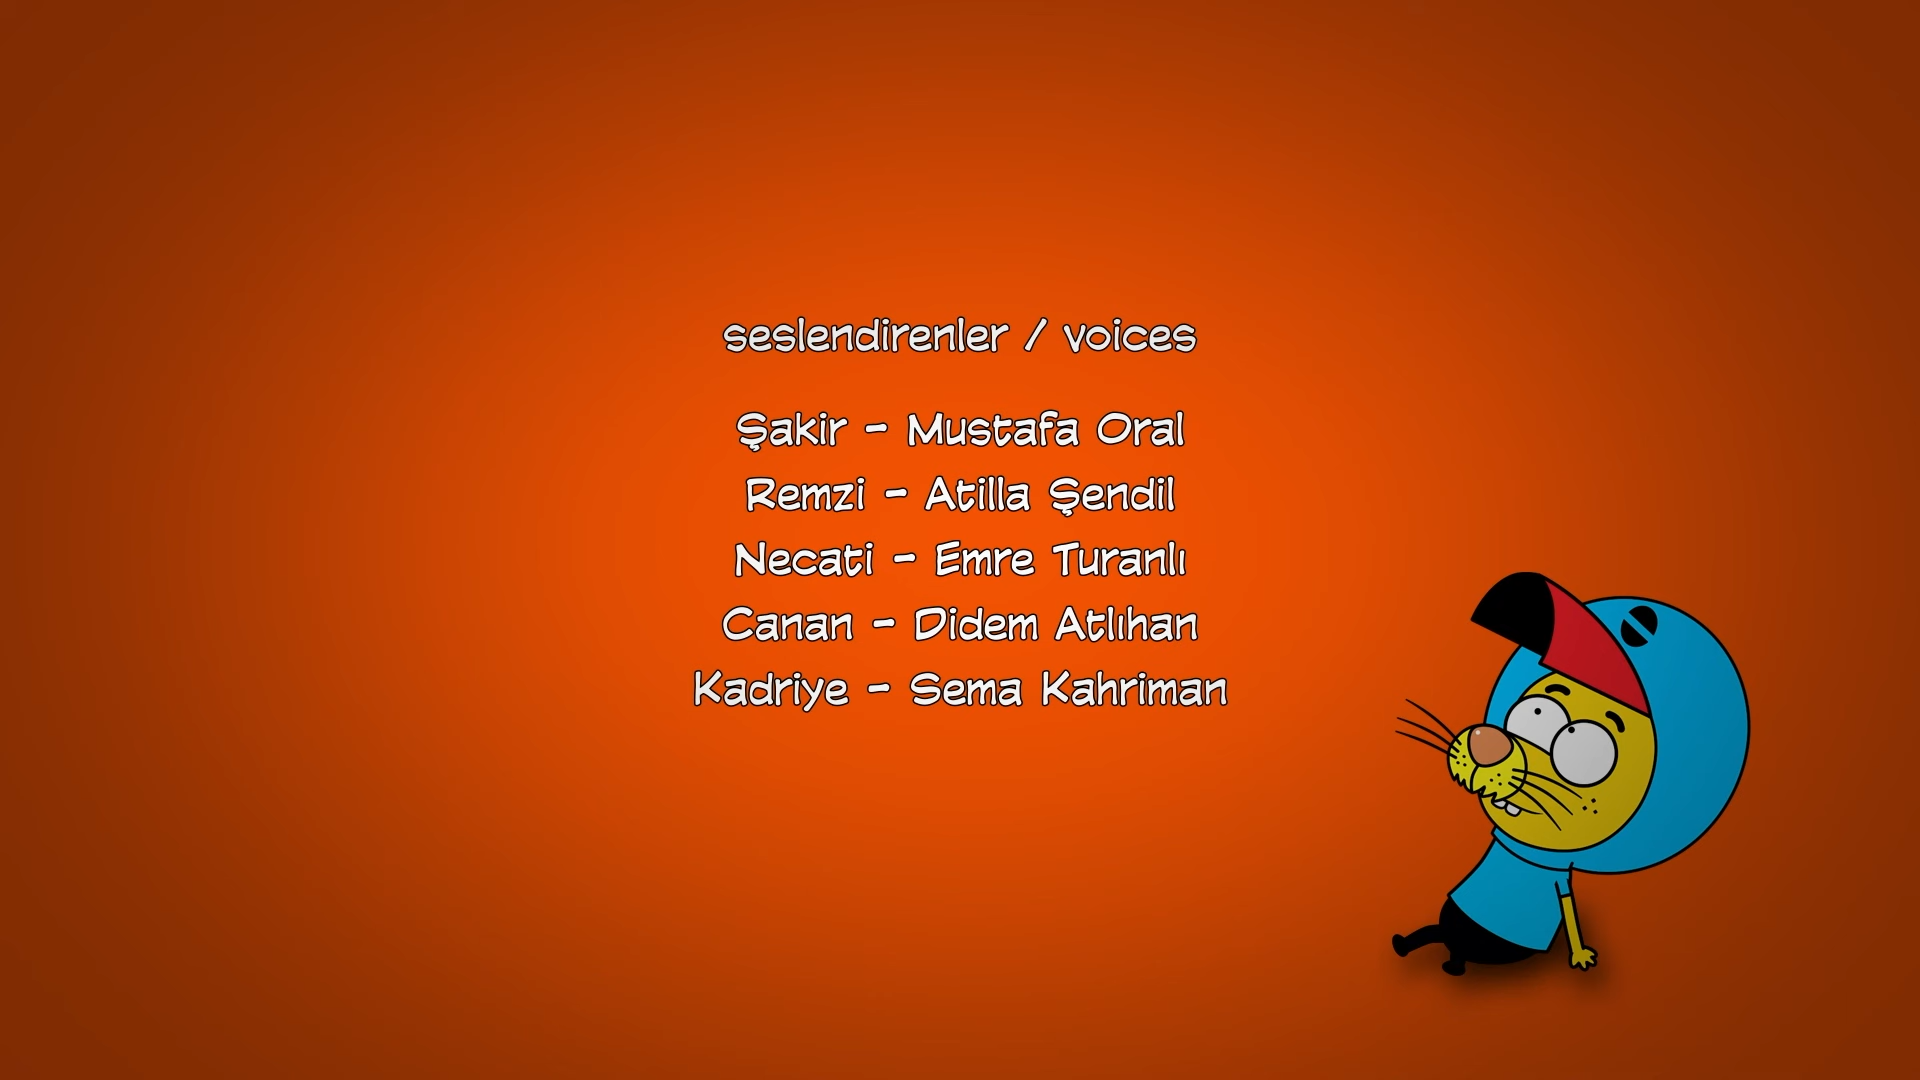 seslendirenler / voices
Şakir - Mustafa Oral
Remzi - Atilla Şendil
Necati - Emre Turanlı
Canan - Didem Atlıhan
Kadriye - Sema Kahriman